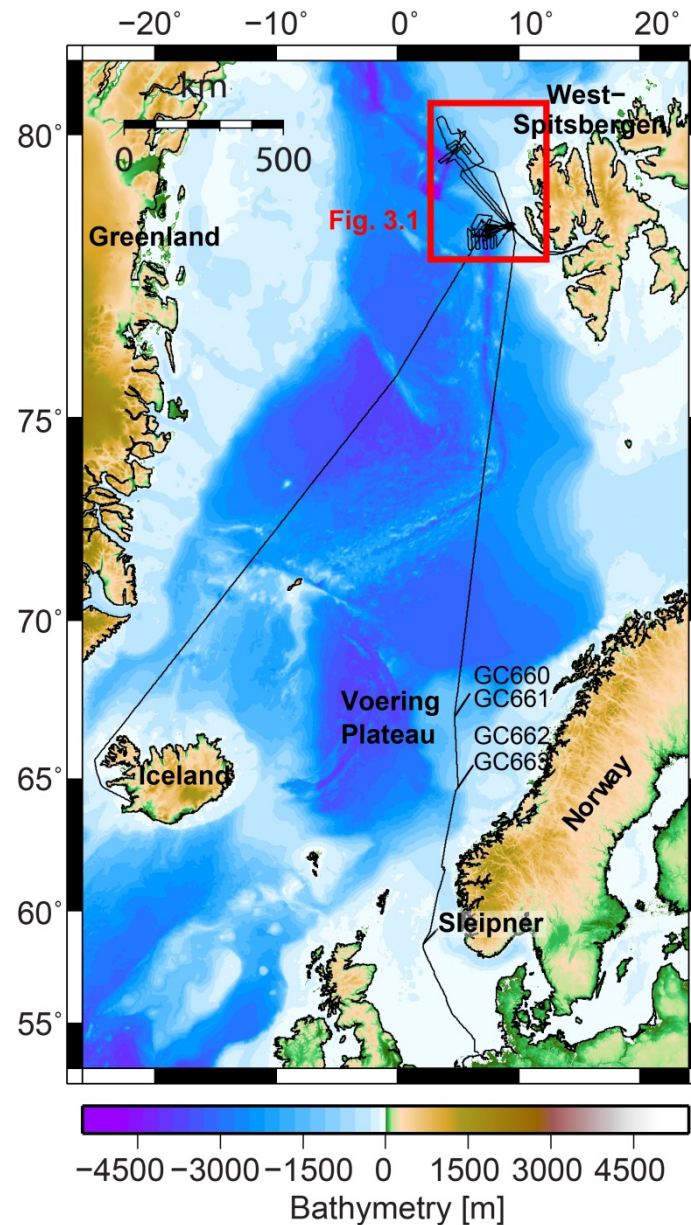 −20˚ −10˚ 0˚ 10˚ 20˚
km
0 500
West−
Spitsbergen
80˚
Fig. 3.1
Greenland
75˚
70˚
GC660
GC661
Voering
Plateau
GC662
GC663
65˚
Iceland
Norway
60˚
Sleipner
55˚
−4500 −3000 −1500 0 1500 3000 4500
Bathymetry [m]